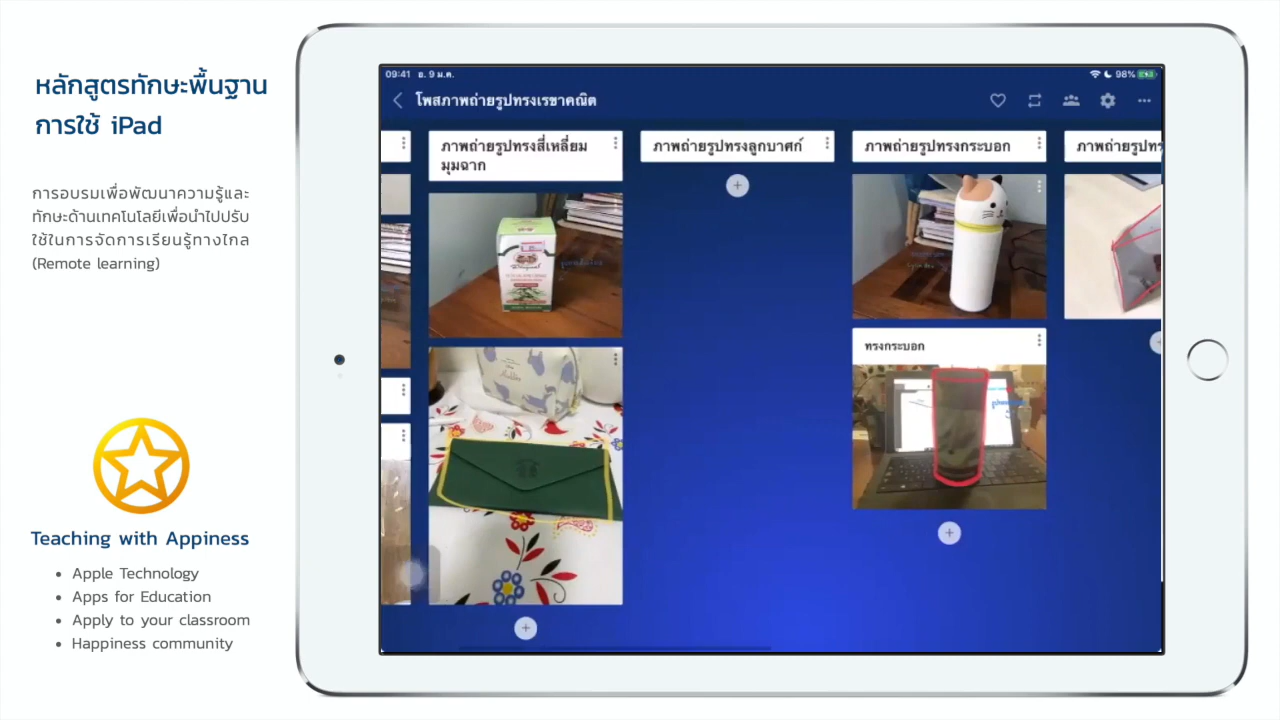 หลักสูตรทักษะพื้นฐาน
การใช้ iPad
การอบรมเพื่อพัฒนาความรู้และ
ทักษะด้านเทคโนโลยีเพื่อนำไปปรับ
ใช้ในการจัดการเรียนรู้ทางไกล
(Remote learning)
Teaching with Appiness
• Apple Technology
• Apps for Education
• Apply to your classroom
• Happiness community
09:41 อ. 9 ม.ค.
98%
โพสภาพถ่ายรูปทรงเรขาคณิต
ภาพถ่ายรูปทรงสี่เหลี่ยม
มุมฉาก
ภาพถ่ายรูปทรงลูกบาศก์
ภาพถ่ายรูปทรงกระบอก
ทรงกระบอก